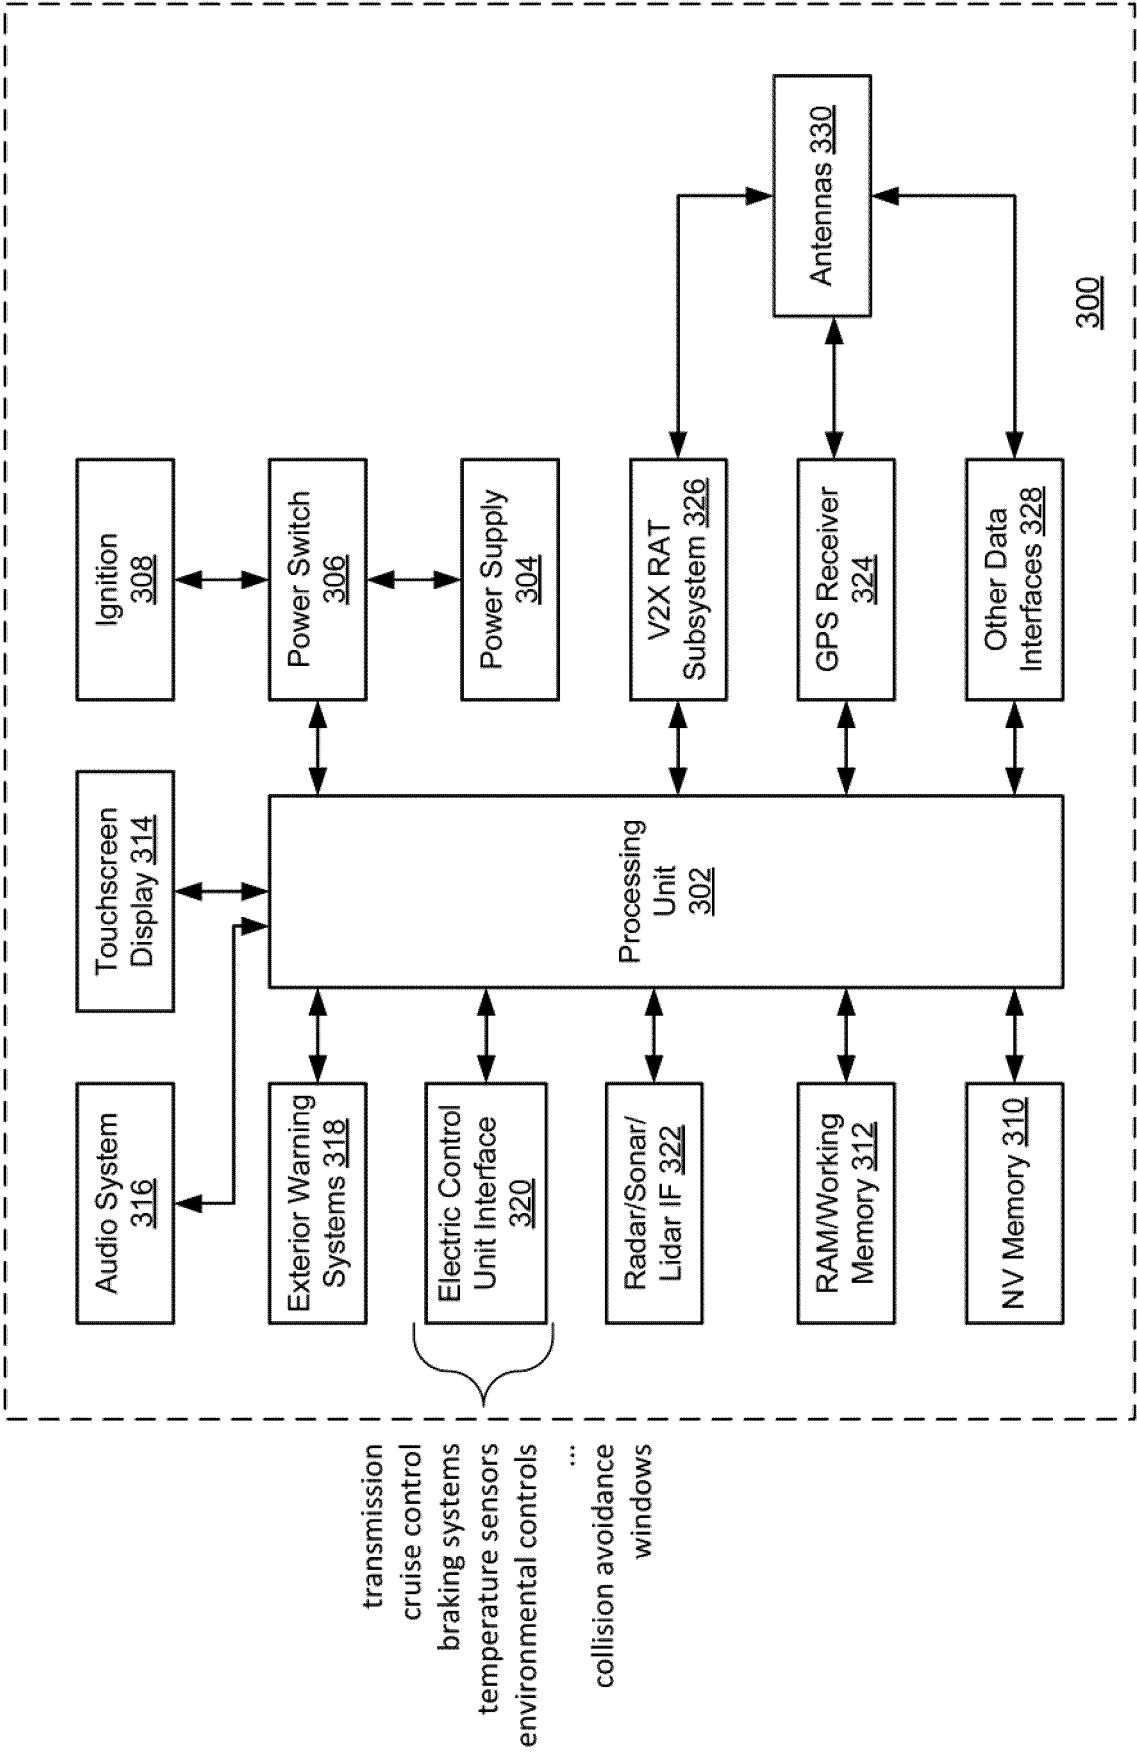 Audio System
316
Touchscreen
Display 314
Ignition
308
Exterior Warning
Systems 318
Power Switch
306
transmission
cruise control
braking systems
temperature sensors
environmental controls
...
collision avoidance
windows
Electric Control
Unit Interface
320
Power Supply
304
Radar/Sonar/
Lidar IF 322
Processing
Unit
302
V2X RAT
Subsystem 326
RAM/Working
Memory 312
GPS Receiver
324
Antennas 330
NV Memory 310
Other Data
Interfaces 328
300